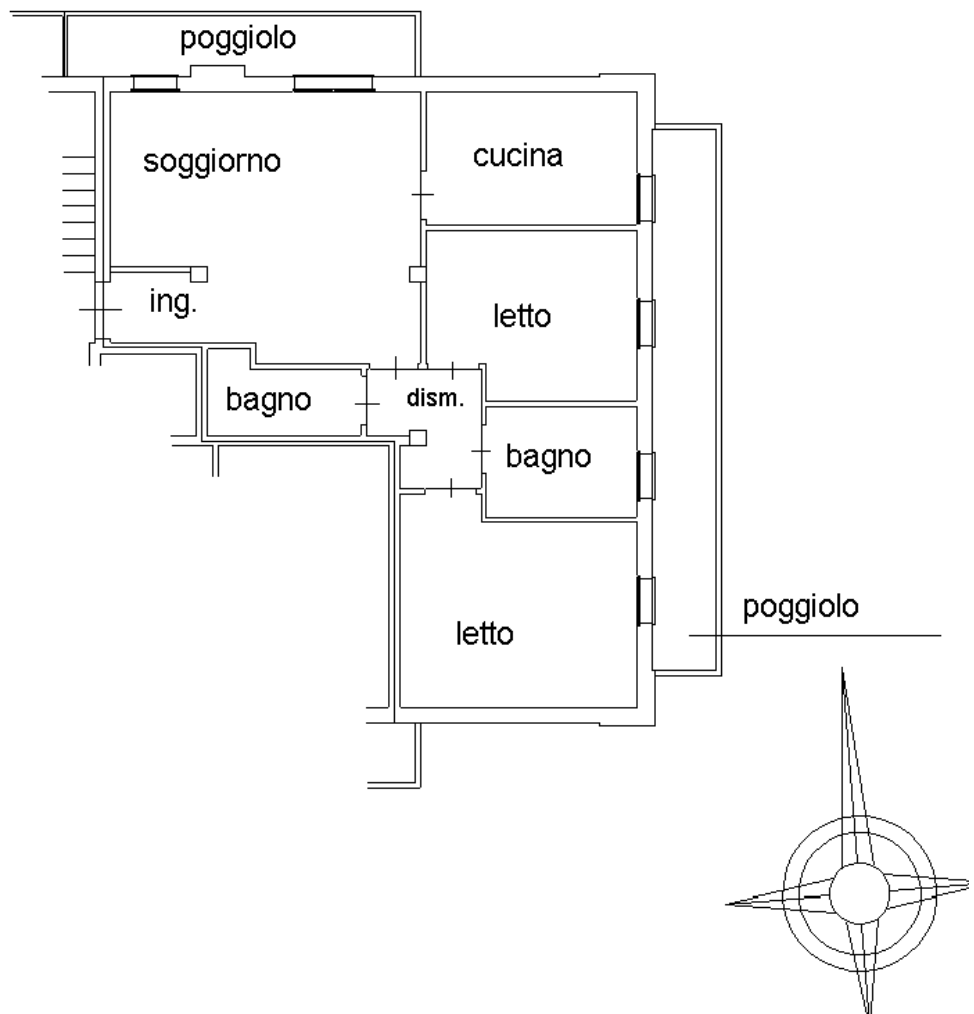 poggiolo
soggiorno
cucina
ing.
letto
bagno
dism.
bagno
poggiolo
letto